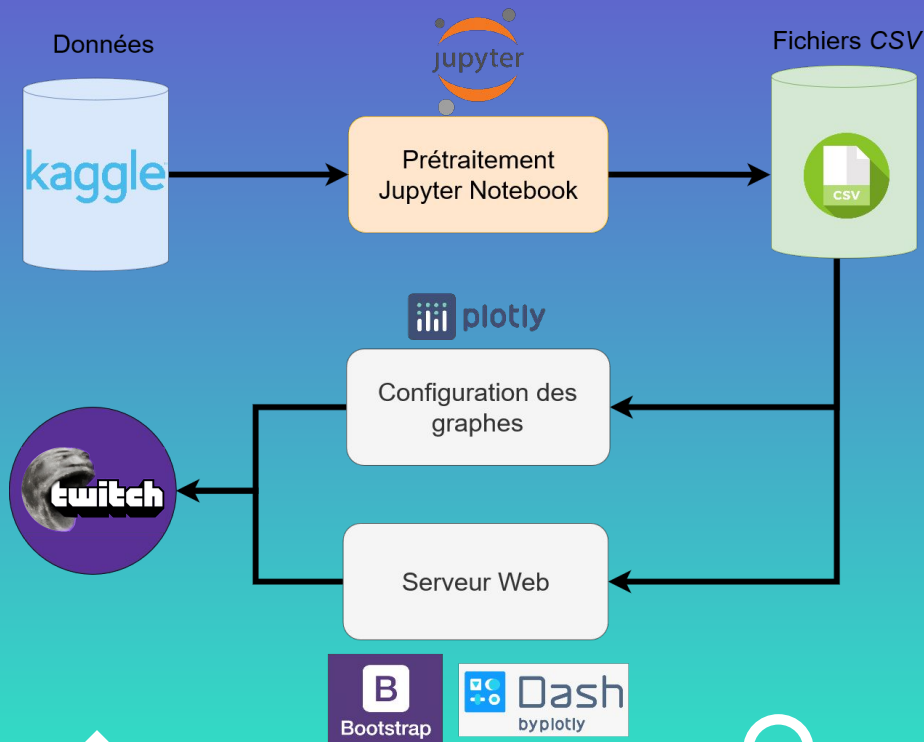 Données
jupyter
Fichiers CSV
kaggle
Prétraitement
Jupyter Notebook
CSV
plotly
Configuration des
graphes
twitch
Serveur Web
B
Bootstrap
Dash
by plotly